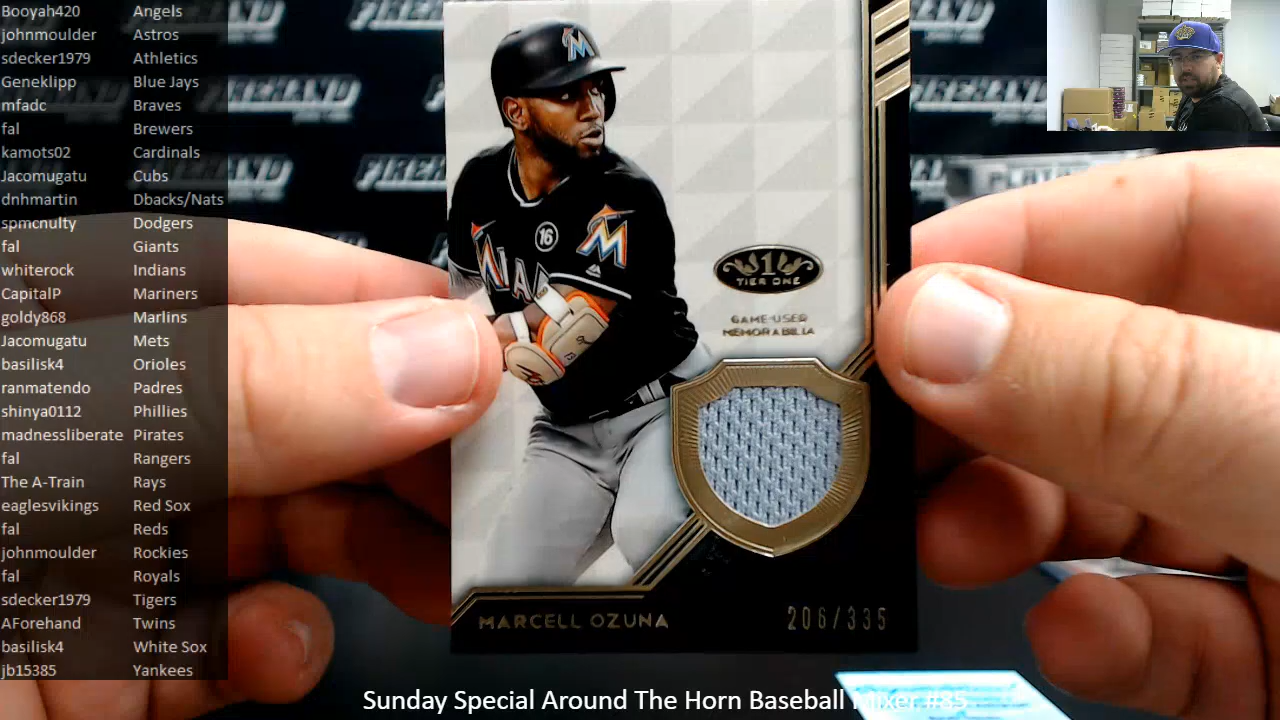 Booyah420 Angels
johnmoulder Astros
sdecker1979 Athletics
Geneklipp Blue Jays
mfadc Braves
fal Brewers
kamots02 Cardinals
Jacomugatu Cubs
dnhmartin Dbacks/Nats
spmcnulty Dodgers
fal Giants
whiterock Indians
CapitalP Mariners
goldy868 Marlins
Jacomugatu Mets
basilisk4 Orioles
ranmatendo Padres
shinya0112 Phillies
madnessliberate Pirates
fal Rangers
The A-Train Rays
eaglesvikings Red Sox
fal Reds
johnmoulder Rockies
fal Royals
sdecker1979 Tigers
AForehand Twins
basilisk4 White Sox
jb15385 Yankees
FIREHAND
M
16
M
MIAM
1
TIER ONE
GAME-USED
MEMORABILIA
MARCELL OZUNA
206/335
Sunday Special Around The Horn Baseball Mixer #85